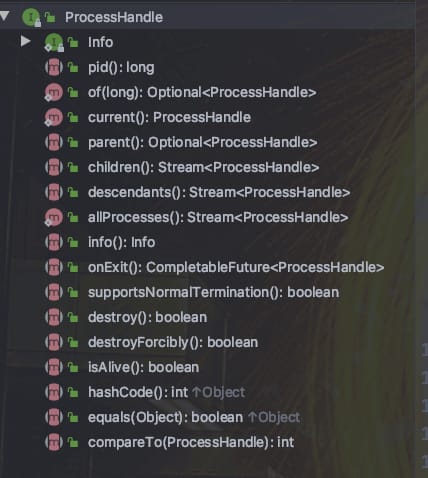 ProcessHandle
Info
pid(): long
of(long): Optional<ProcessHandle>
current(): ProcessHandle
parent(): Optional<ProcessHandle>
children(): Stream<ProcessHandle>
descendants(): Stream<ProcessHandle>
allProcesses(): Stream<ProcessHandle>
info(): Info
onExit(): CompletableFuture<ProcessHandle>
supportsNormalTermination(): boolean
destroy(): boolean
destroyForcibly(): boolean
isAlive(): boolean
hashCode(): int ↑Object
equals(Object): boolean ↑Object
compareTo(ProcessHandle): int